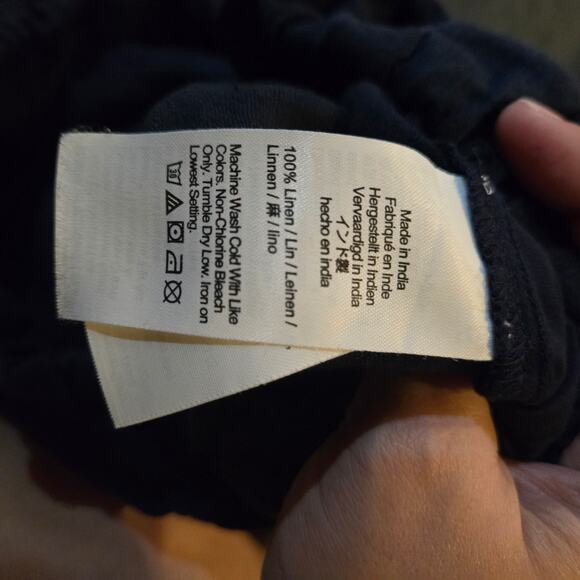 Made in India
Fabriqué en Inde
Hergestellt in Indien
Vervaardigd in India
インド製
hecho en india
100% Linen / Lin / Leinen /
Linnen / 麻 / lino
Machine Wash Cold With Like
Colors. Non-Chlorine Bleach
Only. Tumble Dry Low. Iron on
Lowest Setting.
30